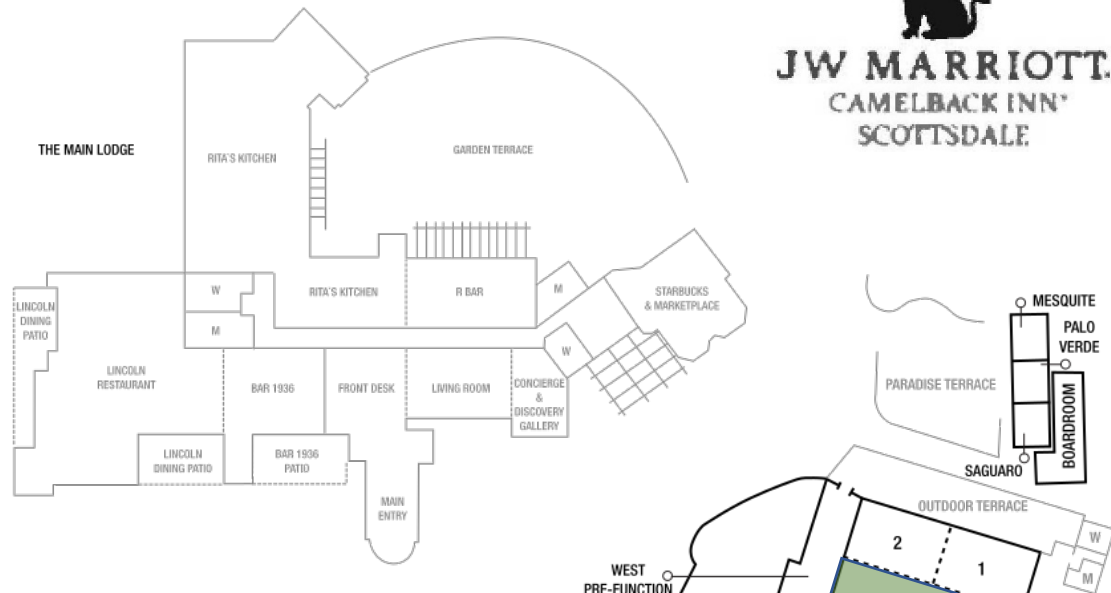 JW MARRIOTT.
CAMELBACK INN®
SCOTTSDALE
THE MAIN LODGE
RITA'S KITCHEN
GARDEN TERRACE
W
M
RITA'S KITCHEN
R BAR
M
STARBUCKS
& MARKETPLACE
LINCOLN
DINING
PATIO
LINCOLN
RESTAURANT
BAR 1936
FRONT DESK
LIVING ROOM
CONCIERGE
&
DISCOVERY
GALLERY
W
LINCOLN
DINING PATIO
BAR 1936
PATIO
MAIN
ENTRY
MESQUITE
PALO
VERDE
PARADISE TERRACE
BOARDROOM
SAGUARO
OUTDOOR TERRACE
W
M
2
1
WEST
PRE-FUNCTION